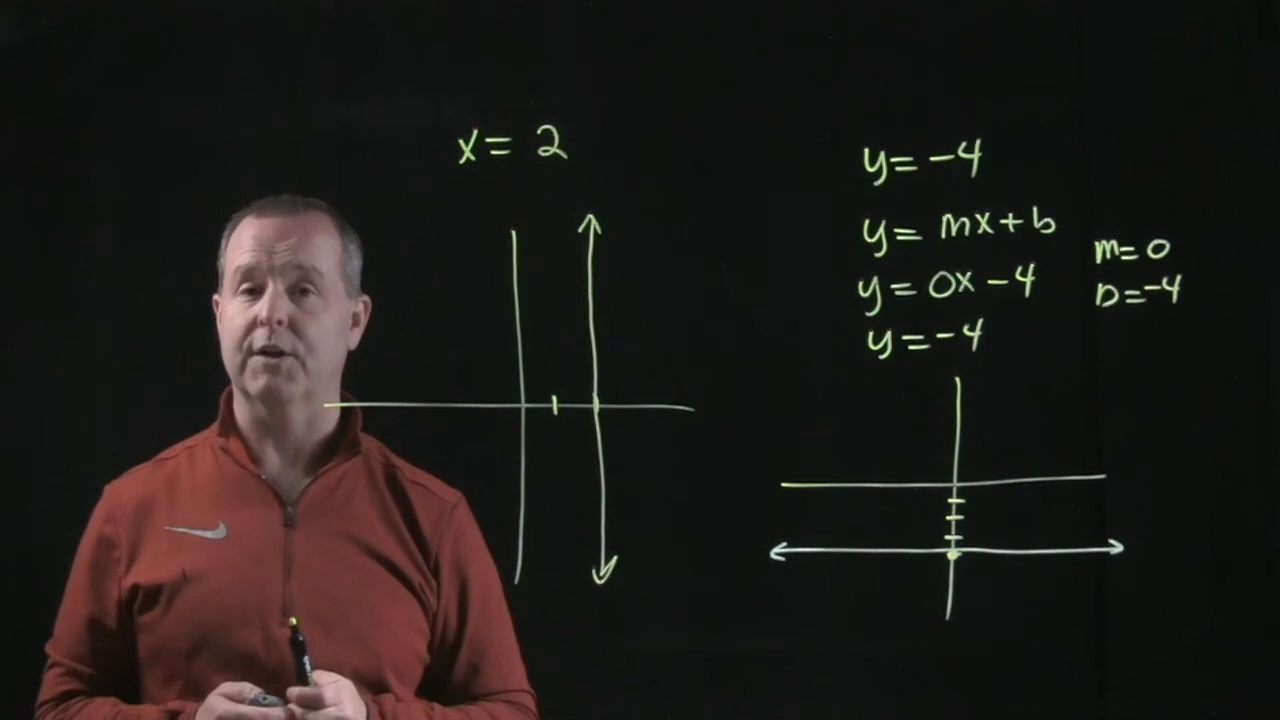 x = 2
y = -4
y = mx + b
m = 0
y = 0x - 4
b = -4
y = -4